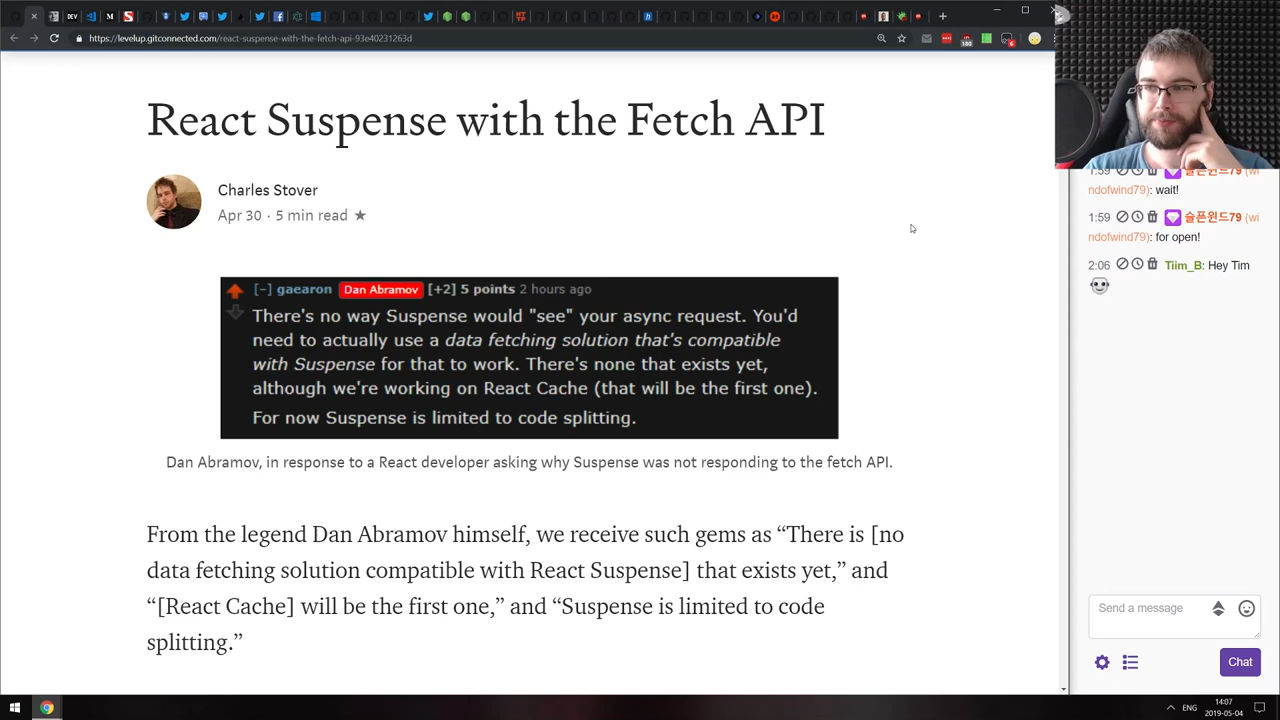 https://levelup.gitconnected.com/react-suspense-with-the-fetch-api-93e40231263d
React Suspense with the Fetch API
Charles Stover
Apr 30 · 5 min read ★
[–] gaearon Dan Abramov [+2] 5 points 2 hours ago
There's no way Suspense would "see" your async request. You'd
need to actually use a data fetching solution that's compatible
with Suspense for that to work. There's none that exists yet,
although we're working on React Cache (that will be the first one).
For now Suspense is limited to code splitting.
Dan Abramov, in response to a React developer asking why Suspense was not responding to the fetch API.
From the legend Dan Abramov himself, we receive such gems as “There is [no
data fetching solution compatible with React Suspense] that exists yet,” and
“[React Cache] will be the first one,” and “Suspense is limited to code
splitting.”
1:59 슬픈윈드79 (wi
ndofwind79): wait!
1:59 슬픈윈드79 (wi
ndofwind79): for open!
2:06 Tiim_B: Hey Tim
Send a message
Chat
ENG
14:07
2019-05-04